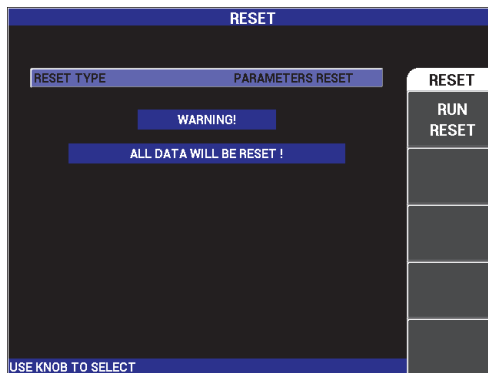 RESET
RESET TYPE PARAMETERS RESET
WARNING!
ALL DATA WILL BE RESET !
RESET
RUN
RESET
USE KNOB TO SELECT